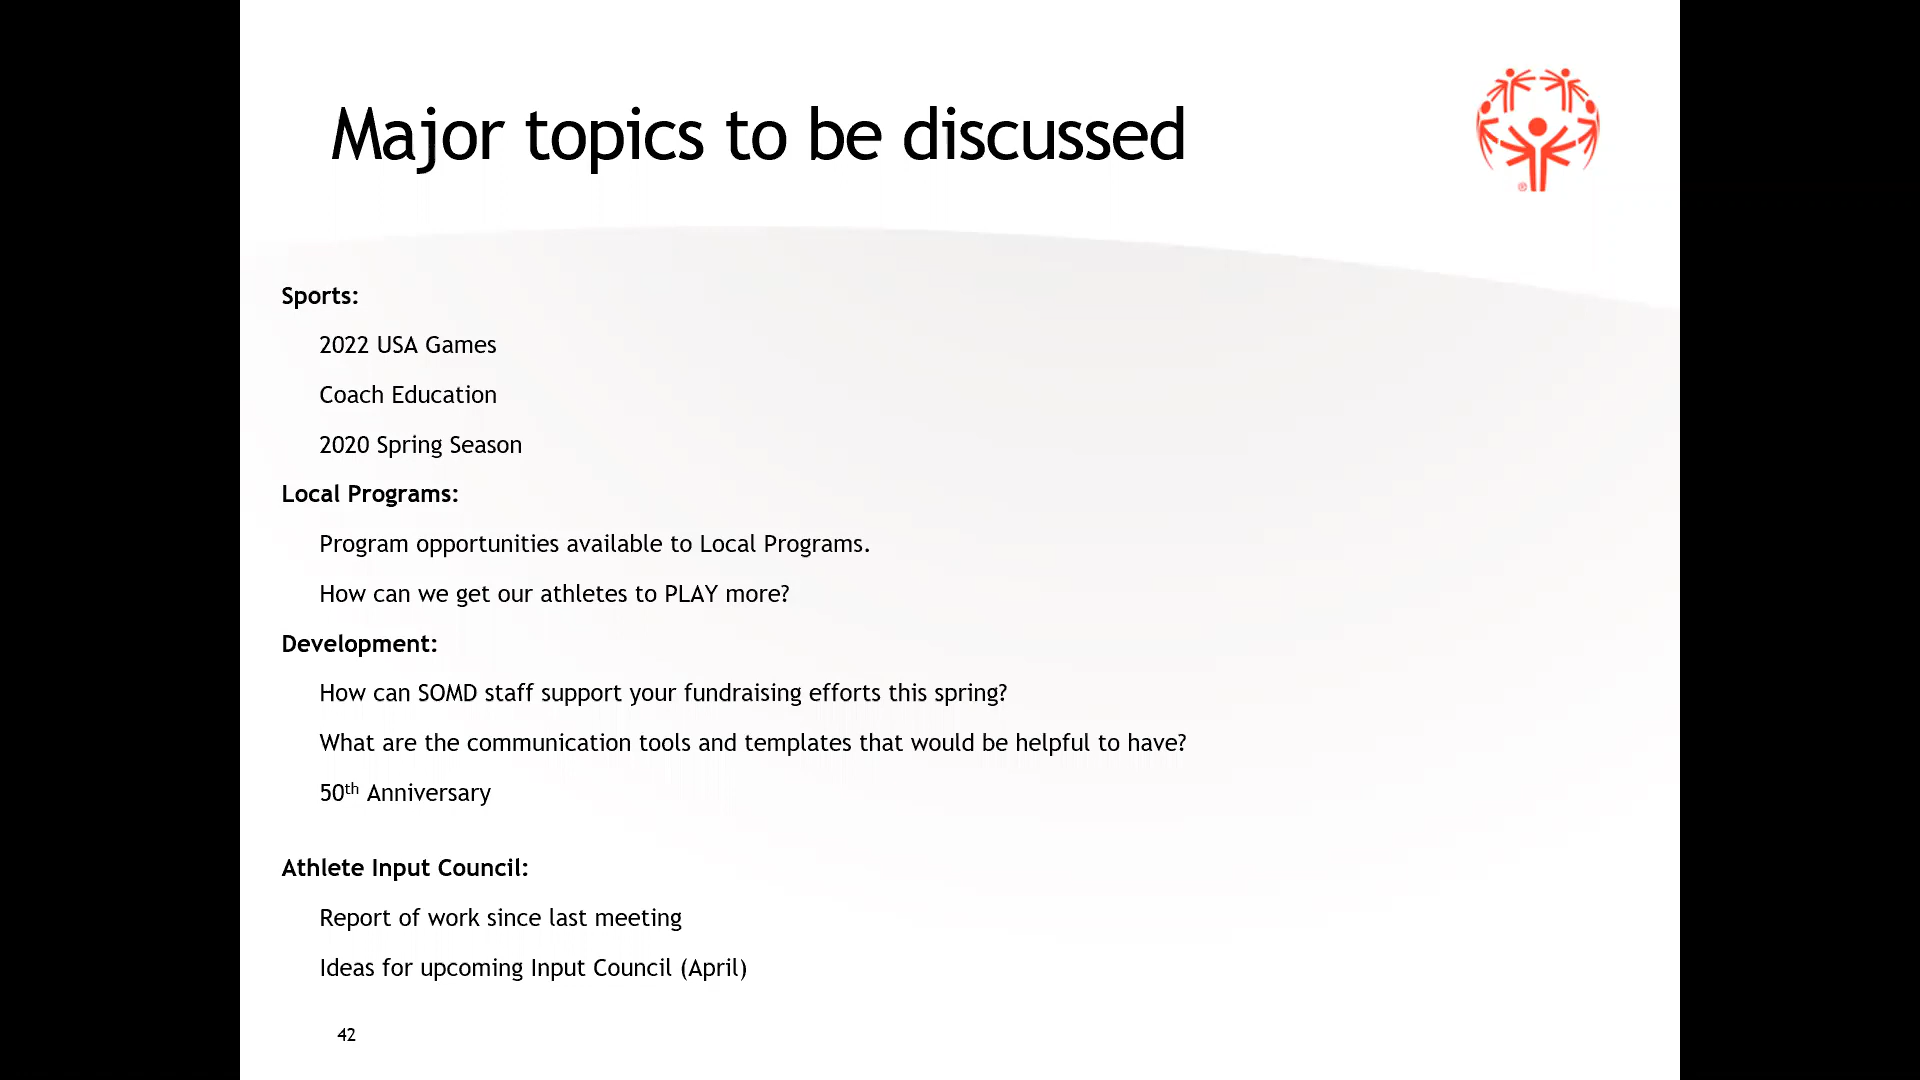 Major topics to be discussed
®
Sports:
2022 USA Games
Coach Education
2020 Spring Season
Local Programs:
Program opportunities available to Local Programs.
How can we get our athletes to PLAY more?
Development:
How can SOMD staff support your fundraising efforts this spring?
What are the communication tools and templates that would be helpful to have?
50th Anniversary
Athlete Input Council:
Report of work since last meeting
Ideas for upcoming Input Council (April)
42